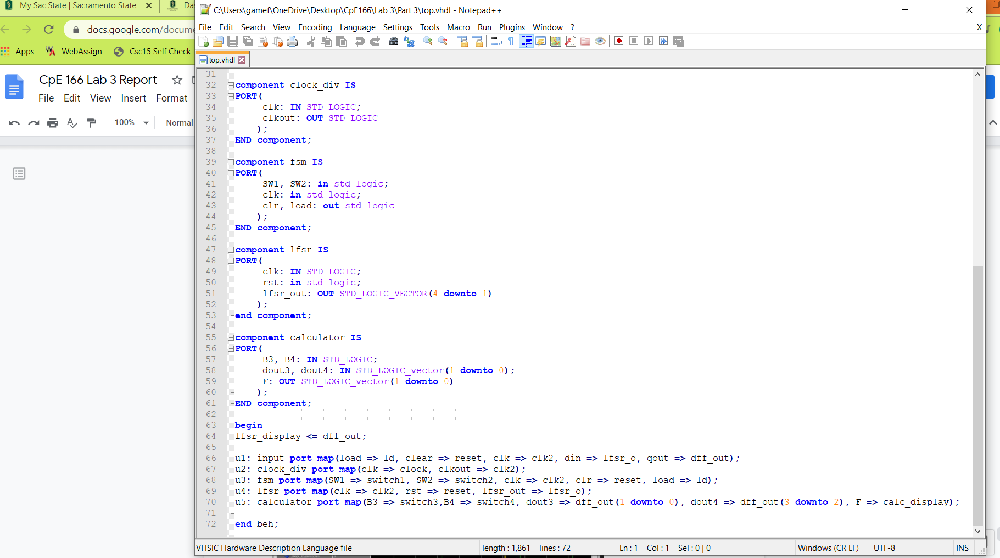 My Sac State | Sacramento State
Da
docs.google.com/docume
Apps
WebAssign
Csc15 Self Check
CpE 166 Lab 3 Report
File Edit View Insert Format
100%
Normal
C:\Users\gamef\OneDrive\Desktop\CpE166\Lab 3\Part 3\top.vhdl - Notepad++
File Edit Search View Encoding Language Settings Tools Macro Run Plugins Window ? X
top.vhdl
31
32 component clock_div IS
33 PORT(
34 clk: IN STD_LOGIC;
35 clkout: OUT STD_LOGIC
36 );
37 END component;
38
39 component fsm IS
40 PORT(
41 SW1, SW2: in std_logic;
42 clk: in std_logic;
43 clr, load: out std_logic
44 );
45 END component;
46
47 component lfsr IS
48 PORT(
49 clk: IN STD_LOGIC;
50 rst: in std_logic;
51 lfsr_out: OUT STD_LOGIC_VECTOR(4 downto 1)
52 );
53 end component;
54
55 component calculator IS
56 PORT(
57 B3, B4: IN STD_LOGIC;
58 dout3, dout4: IN STD_LOGIC_vector(1 downto 0);
59 F: OUT STD_LOGIC_vector(1 downto 0)
60 );
61 END component;
62
63 begin
64 lfsr_display <= dff_out;
65
66 u1: input port map(load => ld, clear => reset, clk => clk2, din => lfsr_o, qout => dff_out);
67 u2: clock_div port map(clk => clock, clkout => clk2);
68 u3: fsm port map(SW1 => switch1, SW2 => switch2, clk => clk2, clr => reset, load => ld);
69 u4: lfsr port map(clk => clk2, rst => reset, lfsr_out => lfsr_o);
70 u5: calculator port map(B3 => switch3,B4 => switch4, dout3 => dff_out(1 downto 0), dout4 => dff_out(3 downto 2), F => calc_display);
71
72 end beh;
VHSIC Hardware Description Language file length : 1,861 lines : 72 Ln : 1 Col : 1 Sel : 0 | 0 Windows (CR LF) UTF-8 INS